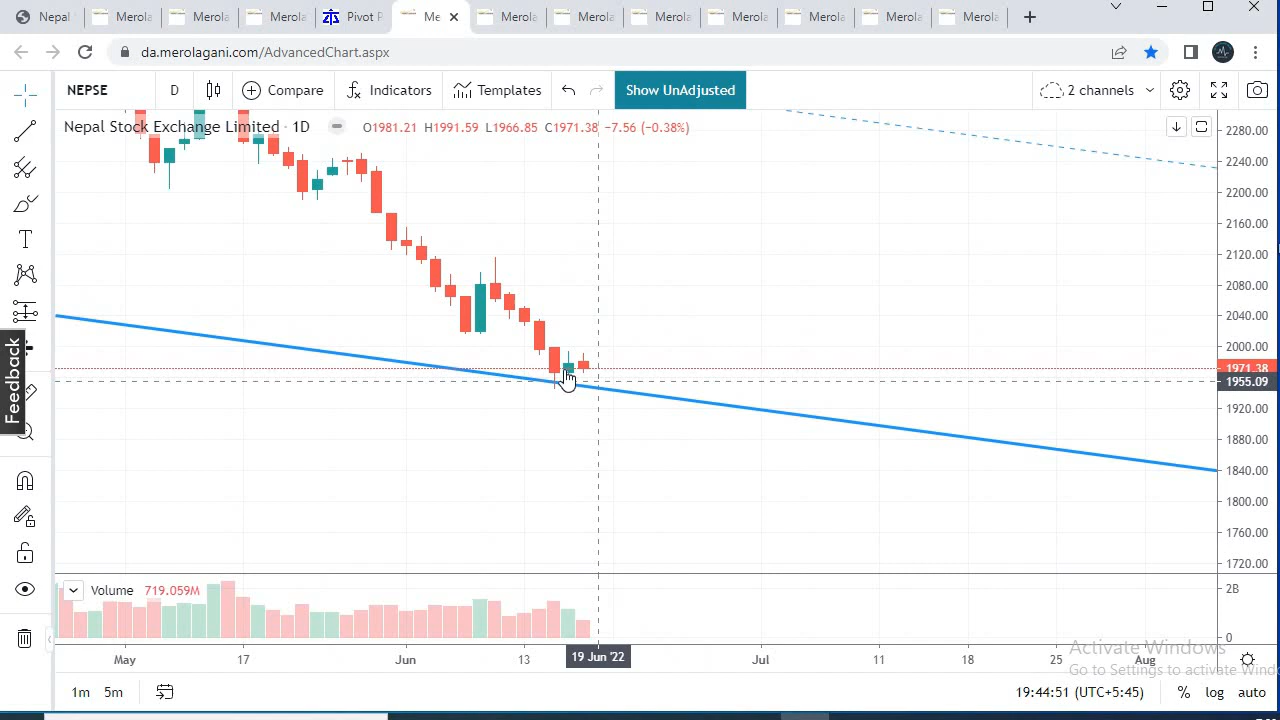 Nepal
Merola
Merola
Merola
Pivot P
Me
Merola
Merola
Merola
Merola
Merola
Merola
da.merolagani.com/AdvancedChart.aspx
NEPSE D Compare Indicators Templates Show UnAdjusted 2 channels
Nepal Stock Exchange Limited · 1D O1981.21 H1991.59 L1966.85 C1971.38 −7.56 (−0.38%)
2280.00
2240.00
2200.00
2160.00
2120.00
2080.00
2040.00
2000.00
1971.38
1955.09
1920.00
1880.00
1840.00
1800.00
1760.00
1720.00
Feedback
Volume 719.059M
2B
0
May 17 Jun 13 19 Jun '22 Jul 11 18 25 Aug
Activate Windows
Go to Settings to activate Windo
1m 5m 19:44:51 (UTC+5:45) % log auto